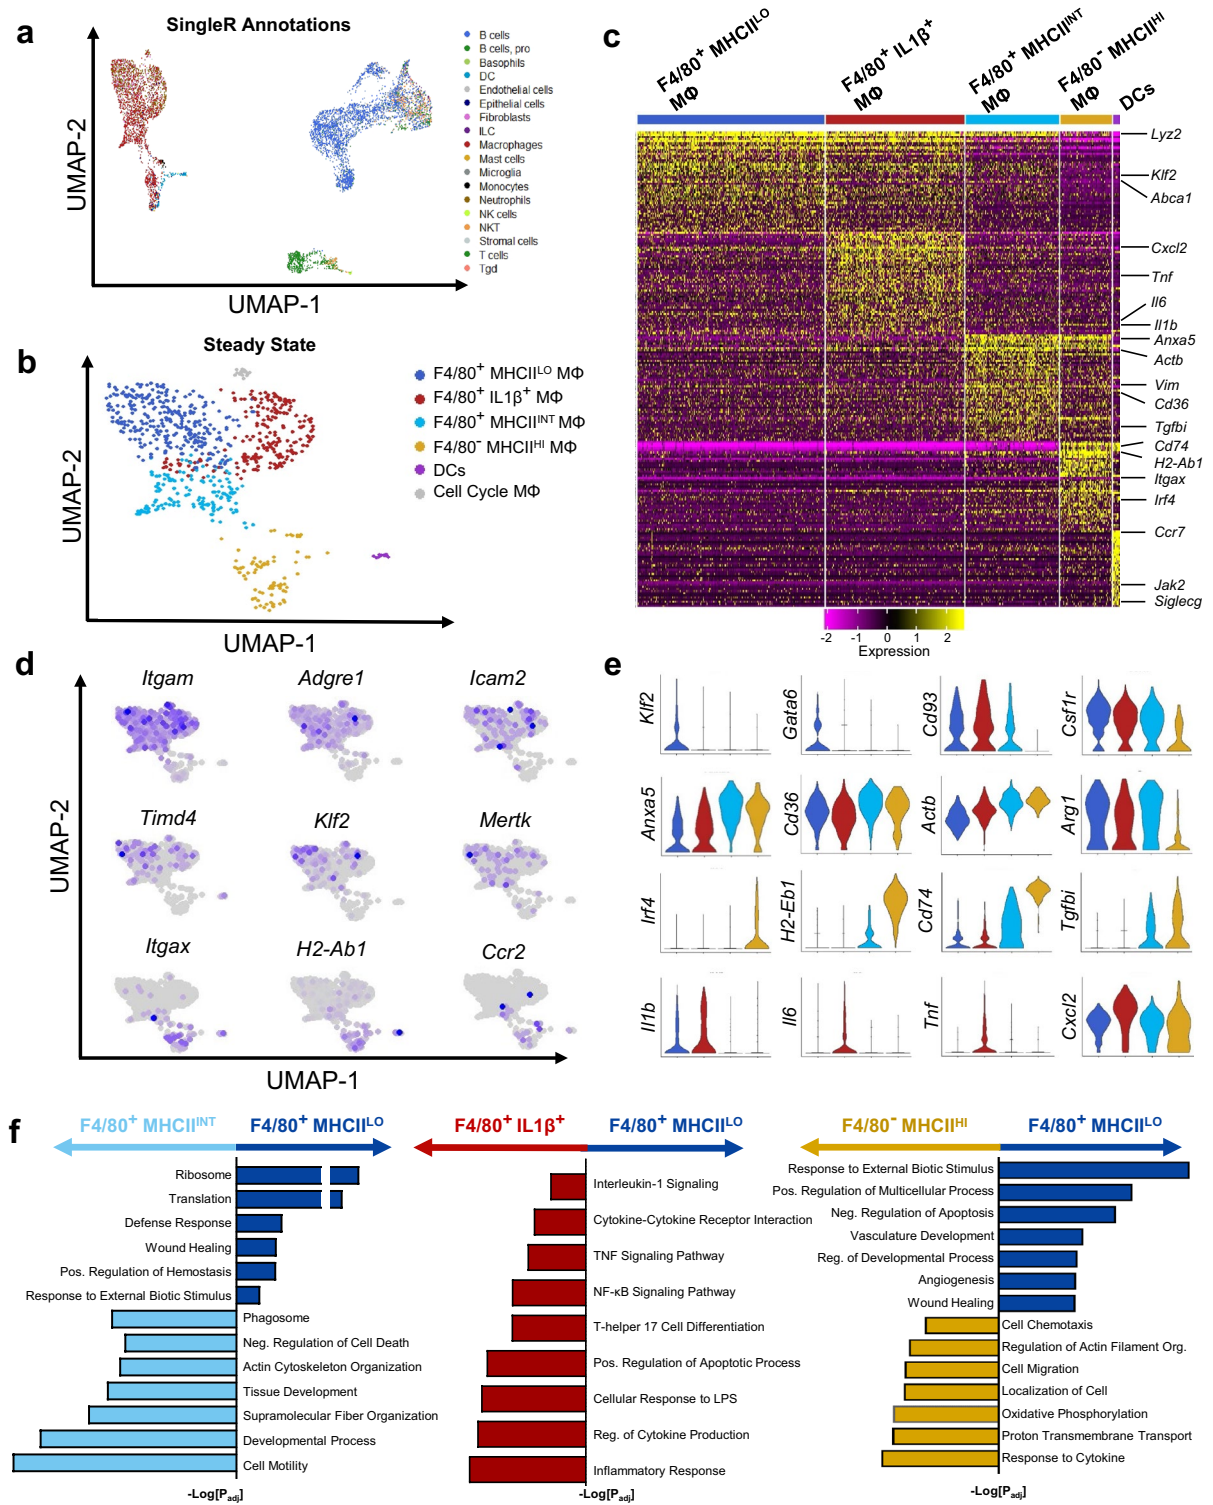 a
SingleR Annotations
UMAP-2
UMAP-1
B cells
B cells, pro
Basophils
DC
Endothelial cells
Epithelial cells
Fibroblasts
ILC
Macrophages
Mast cells
Microglia
Monocytes
Neutrophils
NK cells
NKT
Stromal cells
T cells
Tgd
b
Steady State
UMAP-2
UMAP-1
F4/80+ MHCIILO MΦ
F4/80+ IL1β+ MΦ
F4/80+ MHCIIINT MΦ
F4/80- MHCIIHI MΦ
DCs
Cell Cycle MΦ
c
F4/80+ MHCIILO
MΦ
F4/80+ IL1β+
MΦ
F4/80+ MHCIIINT
MΦ
F4/80- MHCIIHI
MΦ
DCs
Lyz2
Klf2
Abca1
Cxcl2
Tnf
Il6
Il1b
Anxa5
Actb
Vim
Cd36
Tgfbi
Cd74
H2-Ab1
Itgax
Irf4
Ccr7
Jak2
Siglecg
-2 -1 0 1 2
Expression
d
Itgam Adgre1 Icam2
Timd4 Klf2 Mertk
Itgax H2-Ab1 Ccr2
UMAP-2
UMAP-1
e
Klf2 Gata6 Cd93 Csf1r
Anxa5 Cd36 Actb Arg1
Irf4 H2-Eb1 Cd74 Tgfbi
Il1b Il6 Tnf Cxcl2
f
F4/80+ MHCIIINT F4/80+ MHCIILO
Ribosome
Translation
Defense Response
Wound Healing
Pos. Regulation of Hemostasis
Response to External Biotic Stimulus
Phagosome
Neg. Regulation of Cell Death
Actin Cytoskeleton Organization
Tissue Development
Supramolecular Fiber Organization
Developmental Process
Cell Motility
-Log[Padj]
F4/80+ IL1β+ F4/80+ MHCIILO
Interleukin-1 Signaling
Cytokine-Cytokine Receptor Interaction
TNF Signaling Pathway
NF-κB Signaling Pathway
T-helper 17 Cell Differentiation
Pos. Regulation of Apoptotic Process
Cellular Response to LPS
Reg. of Cytokine Production
Inflammatory Response
-Log[Padj]
F4/80- MHCIIHI F4/80+ MHCIILO
Response to External Biotic Stimulus
Pos. Regulation of Multicellular Process
Neg. Regulation of Apoptosis
Vasculature Development
Reg. of Developmental Process
Angiogenesis
Wound Healing
Cell Chemotaxis
Regulation of Actin Filament Org.
Cell Migration
Localization of Cell
Oxidative Phosphorylation
Proton Transmembrane Transport
Response to Cytokine
-Log[Padj]